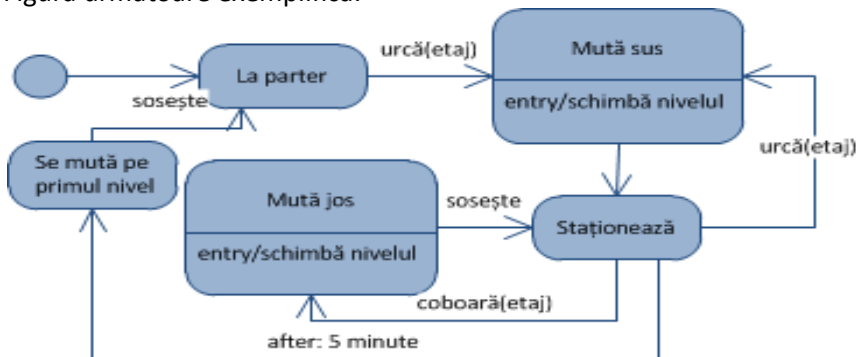 Figura următoare exemplifică:
urcă(etaj)
Mută sus
La parter
sosește
entry/schimbă nivelul
urcă(etaj)
Se mută pe
primul nivel
Mută jos
sosește
Staționează
entry/schimbă nivelul
coboară(etaj)
after: 5 minute